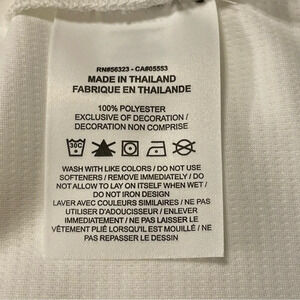 RN#56323 - CA#05553
MADE IN THAILAND
FABRIQUE EN THAILANDE
100% POLYESTER
EXCLUSIVE OF DECORATION /
DECORATION NON COMPRISE
30C
WASH WITH LIKE COLORS / DO NOT USE
SOFTENERS / REMOVE IMMEDIATELY / DO
NOT ALLOW TO LAY ON ITSELF WHEN WET /
DO NOT IRON DESIGN
LAVER AVEC COULEURS SIMILAIRES / NE PAS
UTILISER D'ADOUCISSEUR / ENLEVER
IMMÉDIATEMENT / NE PAS LAISSER LE
VÊTEMENT PLIÉ LORSQU'IL EST MOUILLÉ / NE
PAS REPASSER LE DESSIN